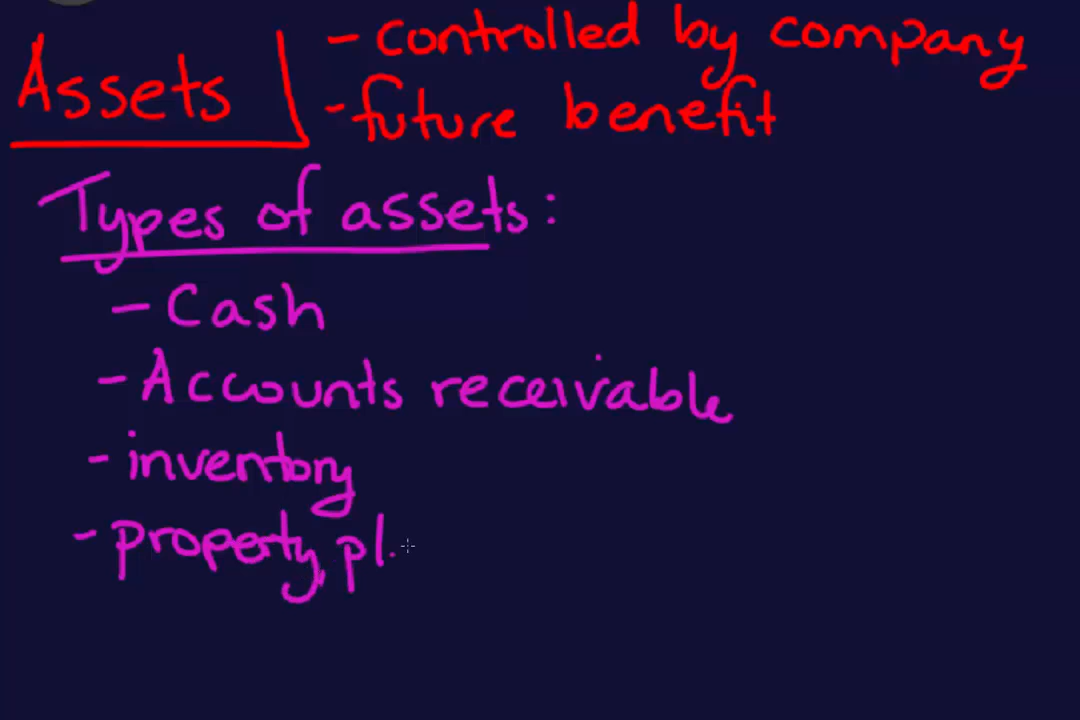 Assets
- controlled by company
- future benefit
Types of assets:
- Cash
- Accounts receivable
- inventory
- property, pl